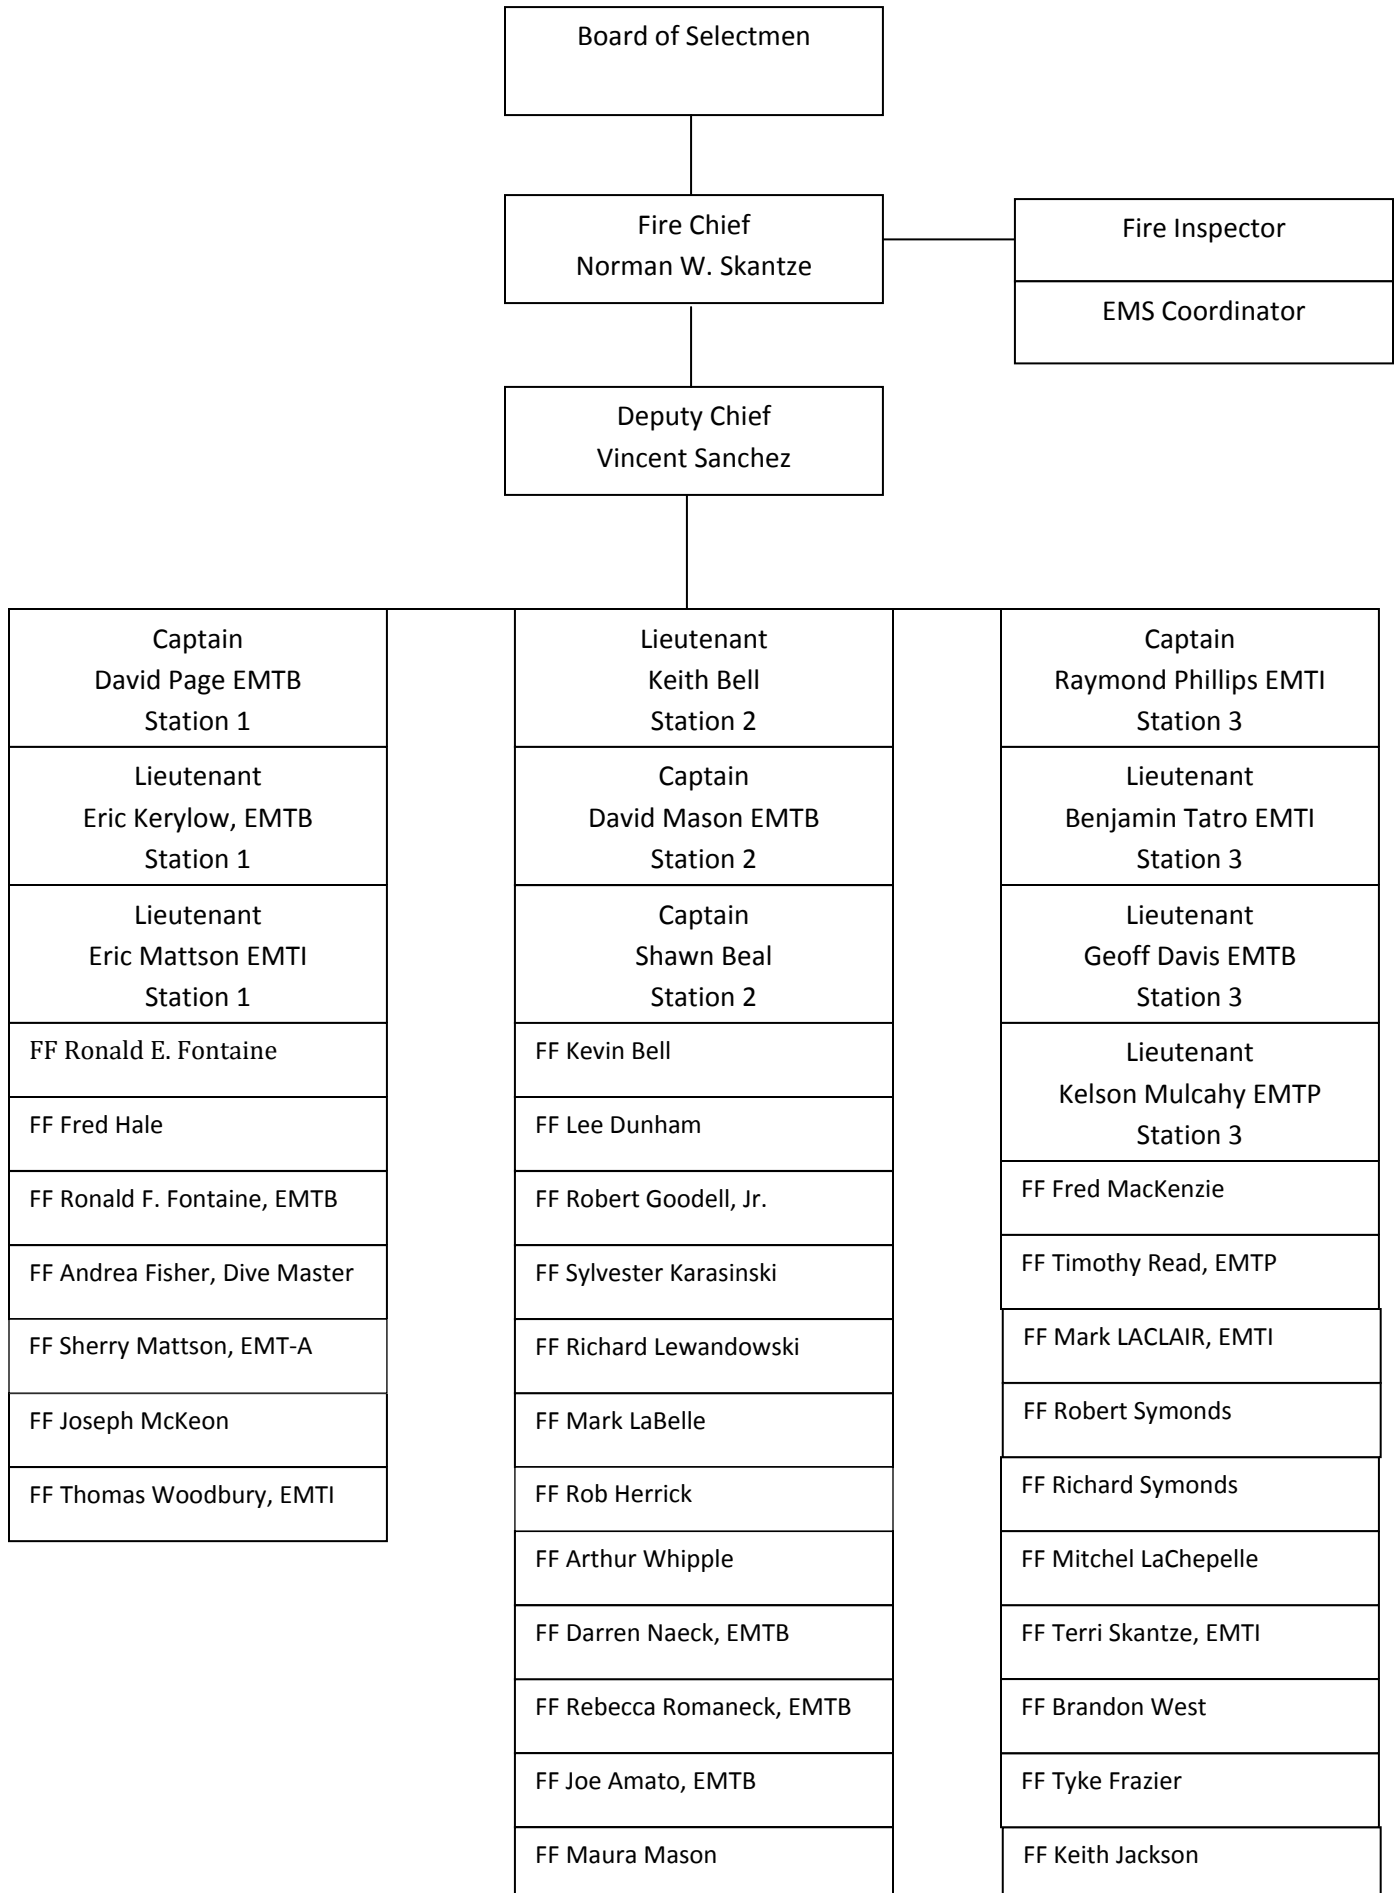 Board of Selectmen
Fire Chief
Norman W. Skantze
Fire Inspector
EMS Coordinator
Deputy Chief
Vincent Sanchez
Captain
David Page EMTB
Station 1
Lieutenant
Eric Kerylow, EMTB
Station 1
Lieutenant
Eric Mattson EMTI
Station 1
FF Ronald E. Fontaine
FF Fred Hale
FF Ronald F. Fontaine, EMTB
FF Andrea Fisher, Dive Master
FF Sherry Mattson, EMT-A
FF Joseph McKeon
FF Thomas Woodbury, EMTI
Lieutenant
Keith Bell
Station 2
Captain
David Mason EMTB
Station 2
Captain
Shawn Beal
Station 2
FF Kevin Bell
FF Lee Dunham
FF Robert Goodell, Jr.
FF Sylvester Karasinski
FF Richard Lewandowski
FF Mark LaBelle
FF Rob Herrick
FF Arthur Whipple
FF Darren Naeck, EMTB
FF Rebecca Romaneck, EMTB
FF Joe Amato, EMTB
FF Maura Mason
Captain
Raymond Phillips EMTI
Station 3
Lieutenant
Benjamin Tatro EMTI
Station 3
Lieutenant
Geoff Davis EMTB
Station 3
Lieutenant
Kelson Mulcahy EMTP
Station 3
FF Fred MacKenzie
FF Timothy Read, EMTP
FF Mark LACLAIR, EMTI
FF Robert Symonds
FF Richard Symonds
FF Mitchel LaChepelle
FF Terri Skantze, EMTI
FF Brandon West
FF Tyke Frazier
FF Keith Jackson